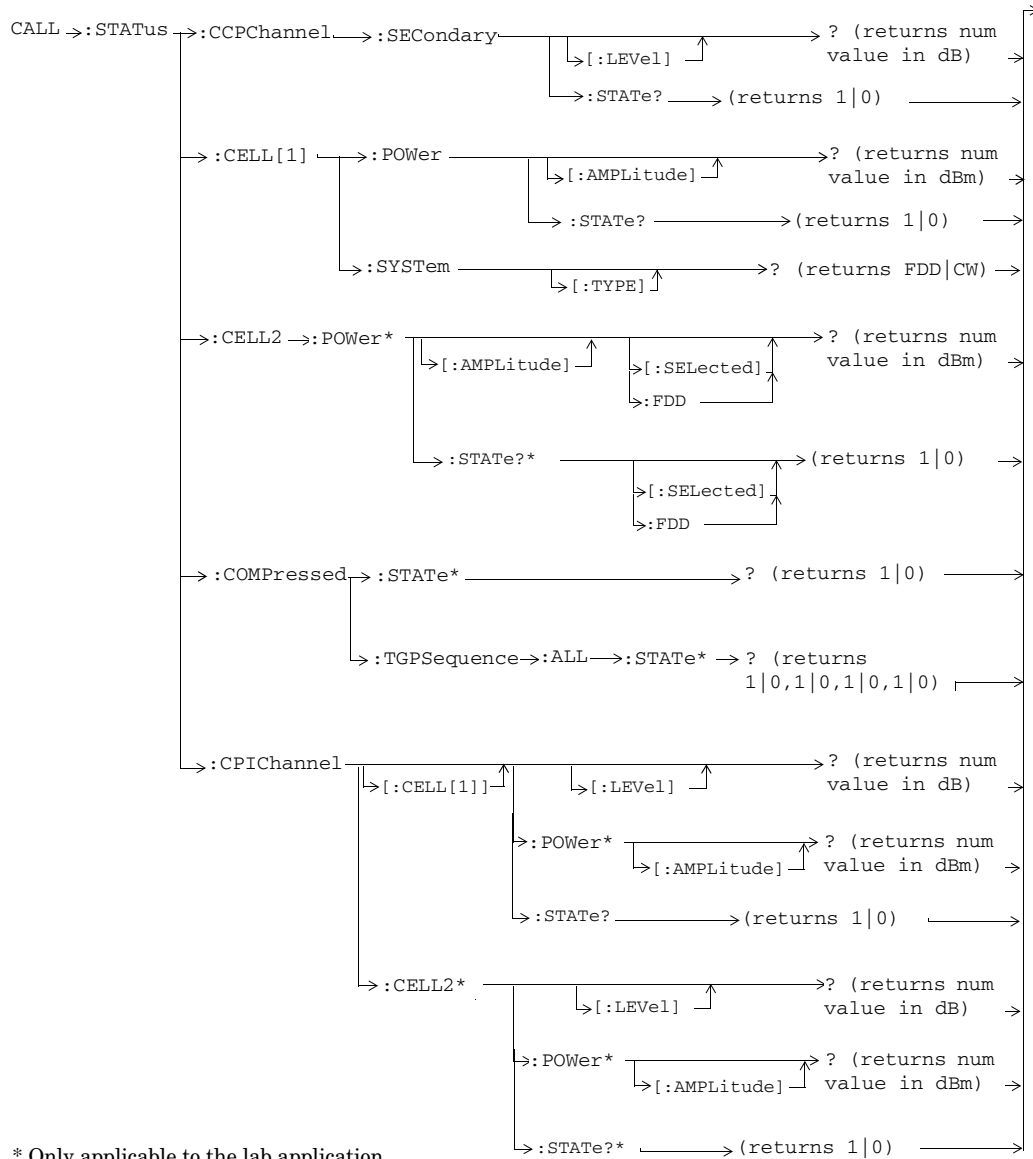 CALL :STATus :CCPChannel :SECondary ? (returns num
[:LEVel] value in dB)
:STATe? (returns 1|0)
:CELL[1] :POWer ? (returns num
[:AMPLitude] value in dBm)
:STATe? (returns 1|0)
:SYSTem ? (returns FDD|CW)
[:TYPE]
:CELL2 :POWer* ? (returns num
[:AMPLitude] [:SELected] value in dBm)
:FDD
:STATe?* (returns 1|0)
[:SELected]
:FDD
:COMPressed :STATe* ? (returns 1|0)
:TGPSequence :ALL :STATe* ? (returns
1|0,1|0,1|0,1|0)
:CPIChannel ? (returns num
[:CELL[1]] [:LEVel] value in dB)
:POWer* ? (returns num
[:AMPLitude] value in dBm)
:STATe? (returns 1|0)
:CELL2* ? (returns num
[:LEVel] value in dB)
:POWer* ? (returns num
[:AMPLitude] value in dBm)
:STATe?* (returns 1|0)
* Only applicable to the lab application